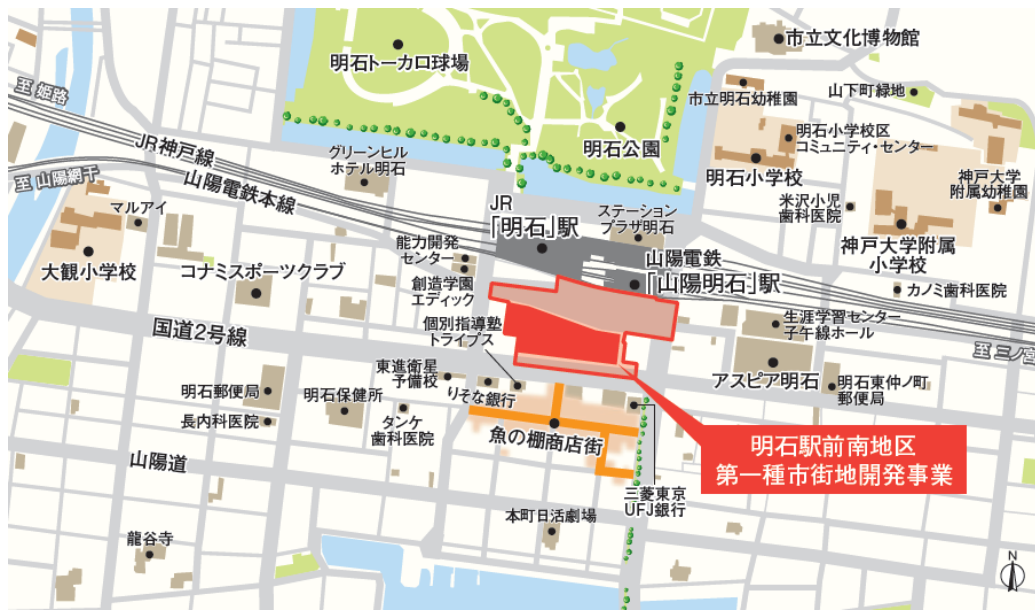 市立文化博物館
明石トーカロ球場
至 姫路
市立明石幼稚園
山下町緑地
JR神戸線
グリーンヒル
ホテル明石
明石公園
明石小学校区
コミュニティ・センター
至 山陽網干
山陽電鉄本線
明石小学校
神戸大学
附属幼稚園
マルアイ
JR
「明石」駅
ステーション
プラザ明石
米沢小児
歯科医院
神戸大学附属
小学校
大観小学校
コナミスポーツクラブ
能力開発
センター
山陽電鉄
「山陽明石」駅
創造学園
エディック
カノミ歯科医院
国道2号線
個別指導塾
トライプス
生涯学習センター
子午線ホール
至 三ノ宮
東進衛星
予備校
りそな銀行
アスピア明石
明石東仲ノ町
郵便局
明石郵便局
明石保健所
長内科医院
タンケ
歯科医院
魚の棚商店街
明石駅前南地区
第一種市街地開発事業
山陽道
三菱東京
UFJ銀行
本町日活劇場
龍谷寺
N